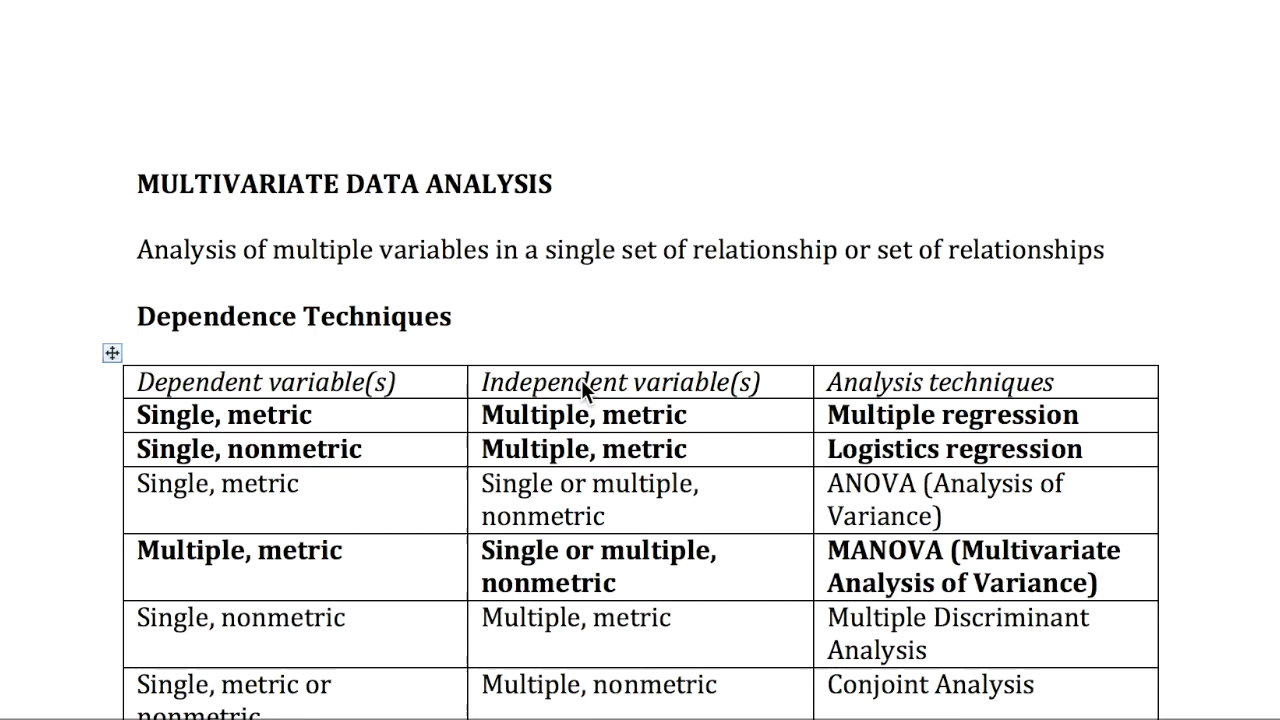 MULTIVARIATE DATA ANALYSIS
Analysis of multiple variables in a single set of relationship or set of relationships
Dependence Techniques
Dependent variable(s) Independent variable(s) Analysis techniques
Single, metric Multiple, metric Multiple regression
Single, nonmetric Multiple, metric Logistics regression
Single, metric Single or multiple, ANOVA (Analysis of
nonmetric Variance)
Multiple, metric Single or multiple, MANOVA (Multivariate
nonmetric Analysis of Variance)
Single, nonmetric Multiple, metric Multiple Discriminant
Analysis
Single, metric or Multiple, nonmetric Conjoint Analysis
nonmetric